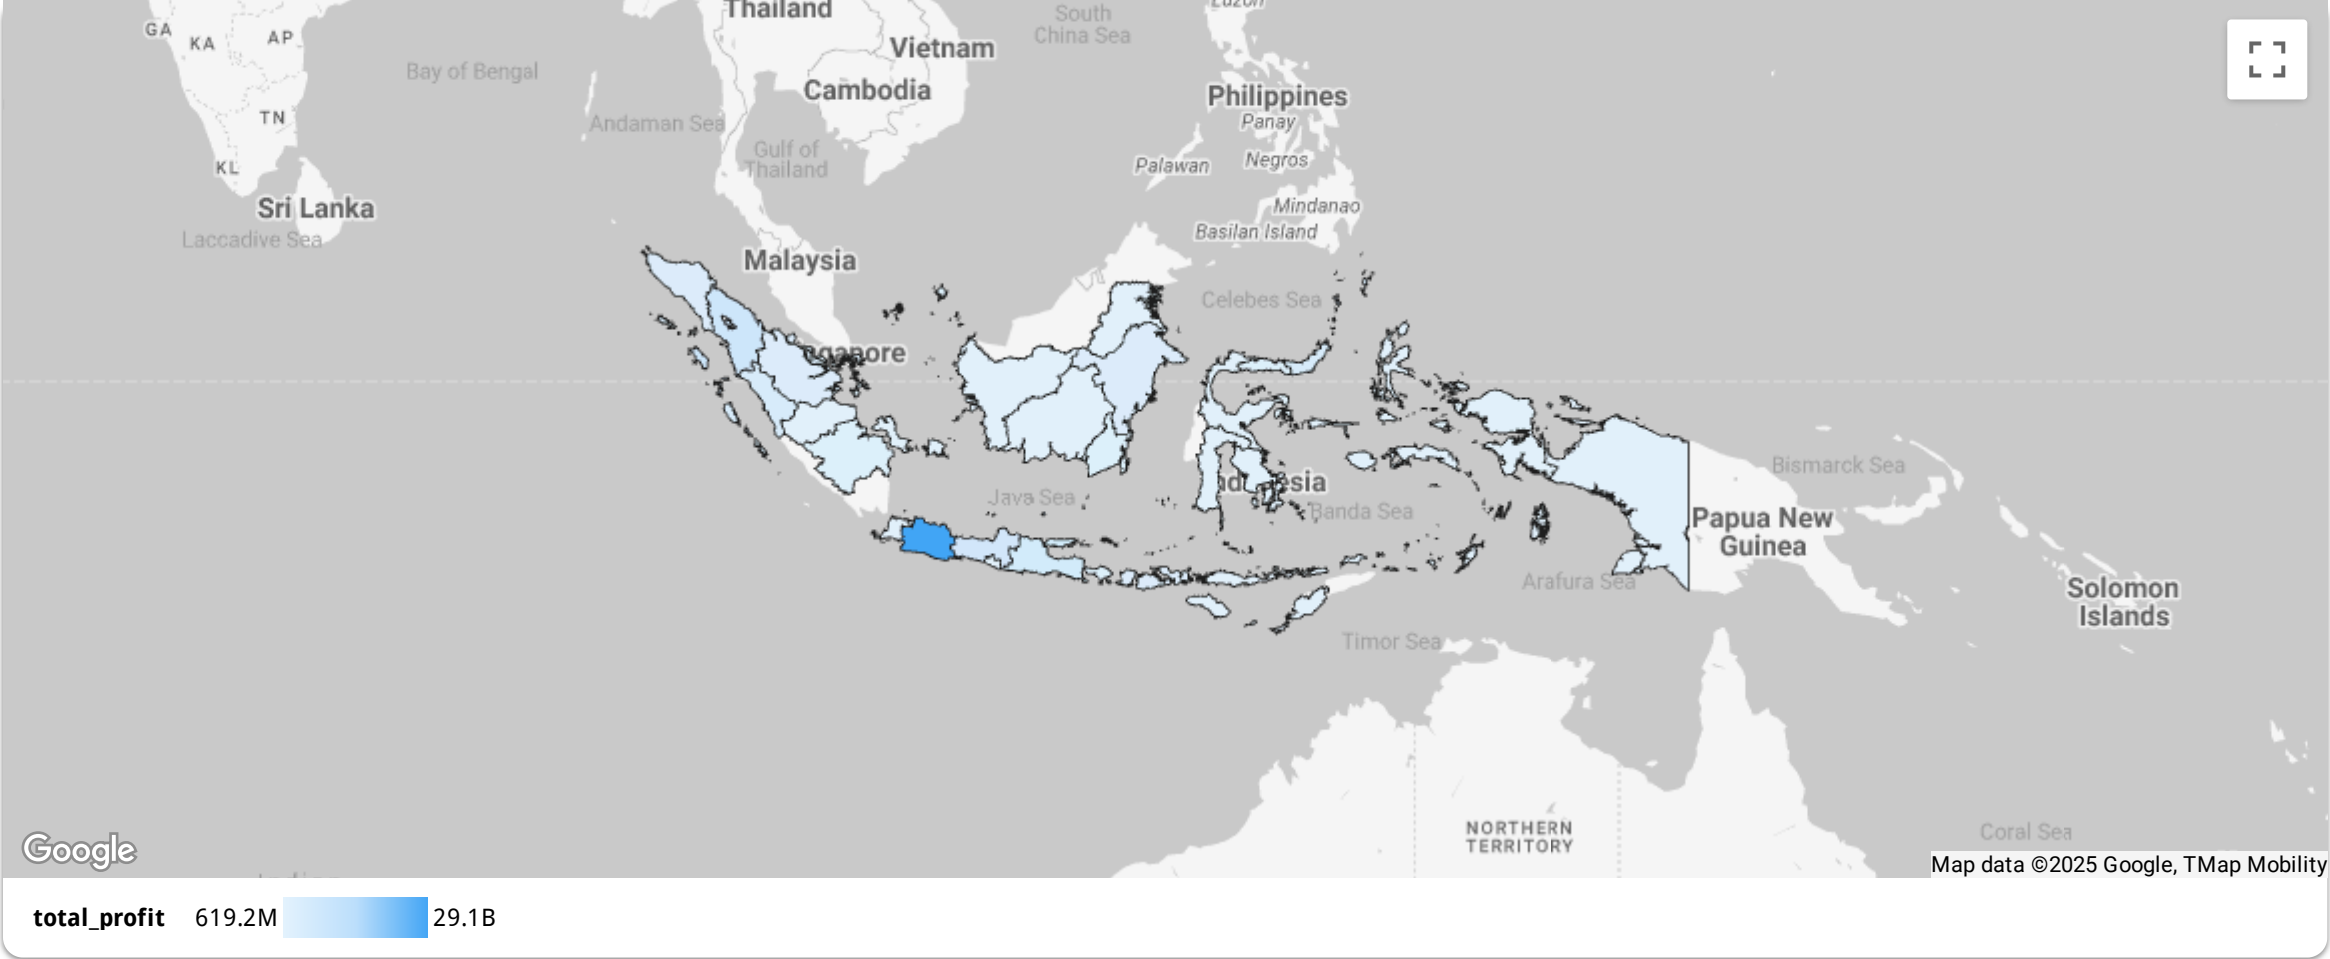 Luzon
Thailand
South
China Sea
GA
KA
AP
Vietnam
Bay of Bengal
Cambodia
Philippines
TN
Andaman Sea
Panay
Gulf of
Thailand
Palawan
Negros
KL
Sri Lanka
Mindanao
Laccadive Sea
Basilan Island
Malaysia
Celebes Sea
ngapore
Bismarck Sea
Java Sea
Banda Sea
Papua New
Guinea
Arafura Sea
Solomon
Islands
Timor Sea
NORTHERN
TERRITORY
Coral Sea
Google
Map data ©2025 Google, TMap Mobility
total_profit 619.2M 29.1B